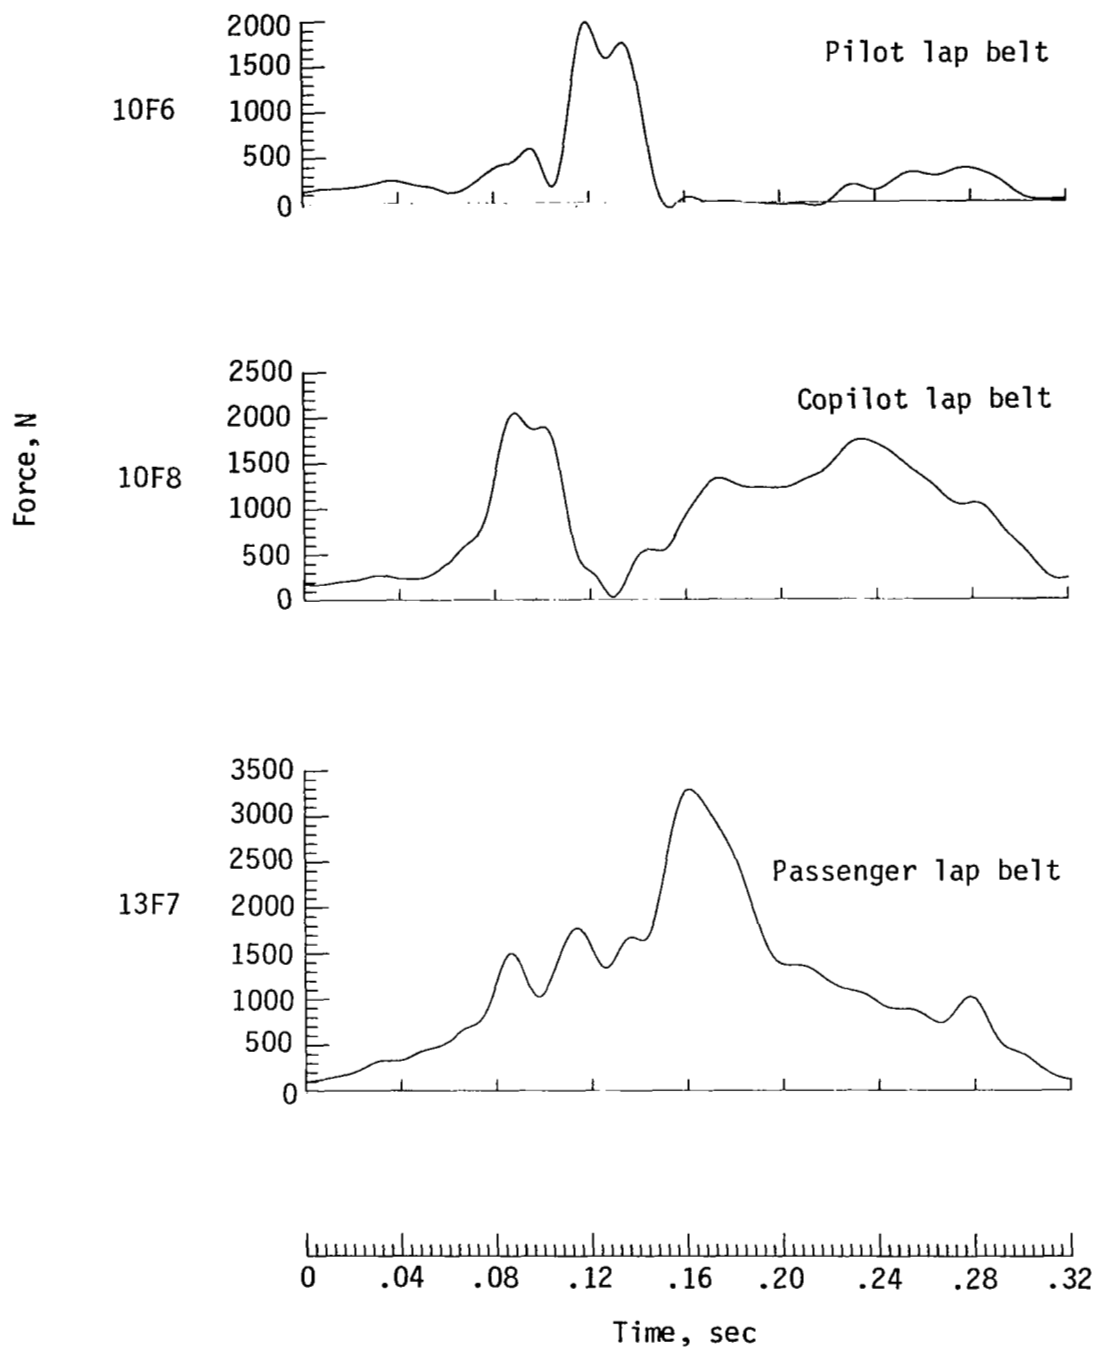 2000
1500
1000
500
0
10F6
Pilot lap belt
2500
2000
1500
1000
500
0
10F8
Copilot lap belt
Force, N
3500
3000
2500
2000
1500
1000
500
0
13F7
Passenger lap belt
0 .04 .08 .12 .16 .20 .24 .28 .32
Time, sec